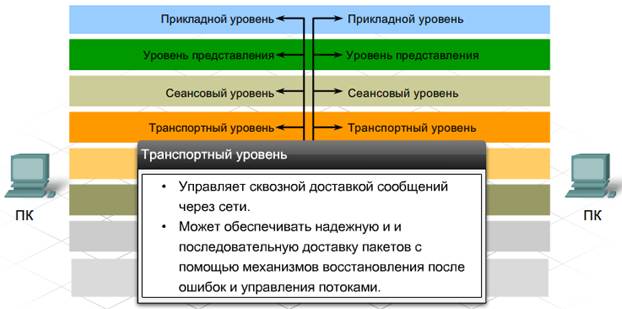 Прикладной уровень Прикладной уровень
Уровень представления Уровень представления
Сеансовый уровень Сеансовый уровень
Транспортный уровень Транспортный уровень
Транспортный уровень
• Управляет сквозной доставкой сообщений
через сети.
• Может обеспечивать надежную и и
последовательную доставку пакетов с
помощью механизмов восстановления после
ошибок и управления потоками.
ПК
ПК